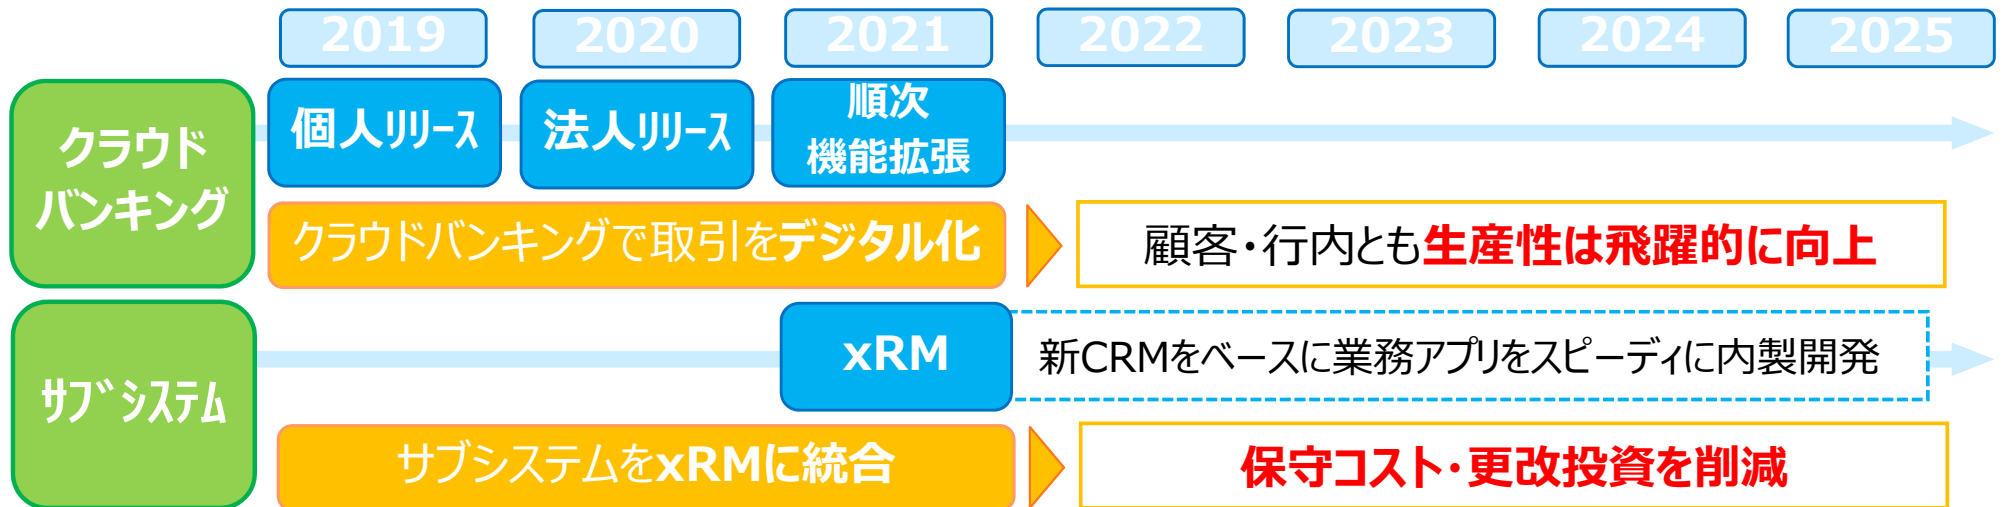 2019 2020 2021 2022 2023 2024 2025
クラウド
バンキング
個人リリース 法人リリース 順次
機能拡張
クラウドバンキングで取引をデジタル化 顧客・行内とも生産性は飛躍的に向上
サブシステム
xRM 新CRMをベースに業務アプリをスピーディに内製開発
サブシステムをxRMに統合 保守コスト・更改投資を削減